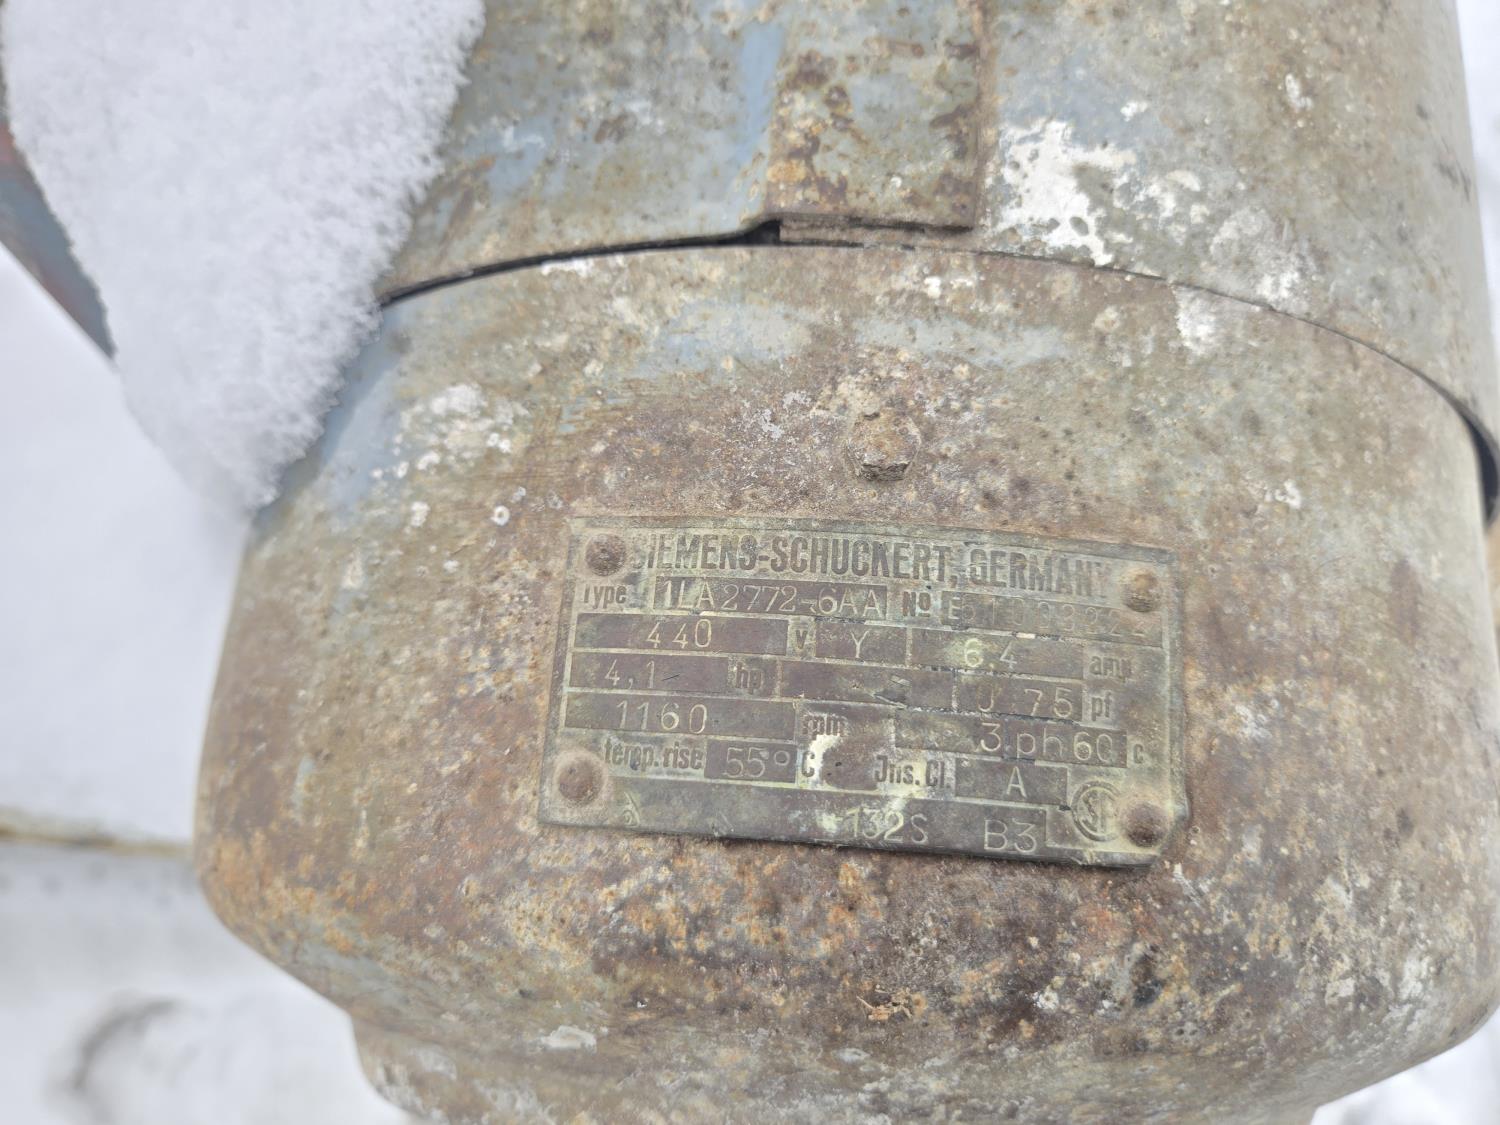 SIEMENS-SCHUCKERT, GERMANY
Type 1LA2772-6AA Nº
440 V Y 6.4 amp
4,1 hp 0.75 pf
1160 rpm 3 ph 60 c
temp. rise 55° C Jns. Cl. A
132S B3